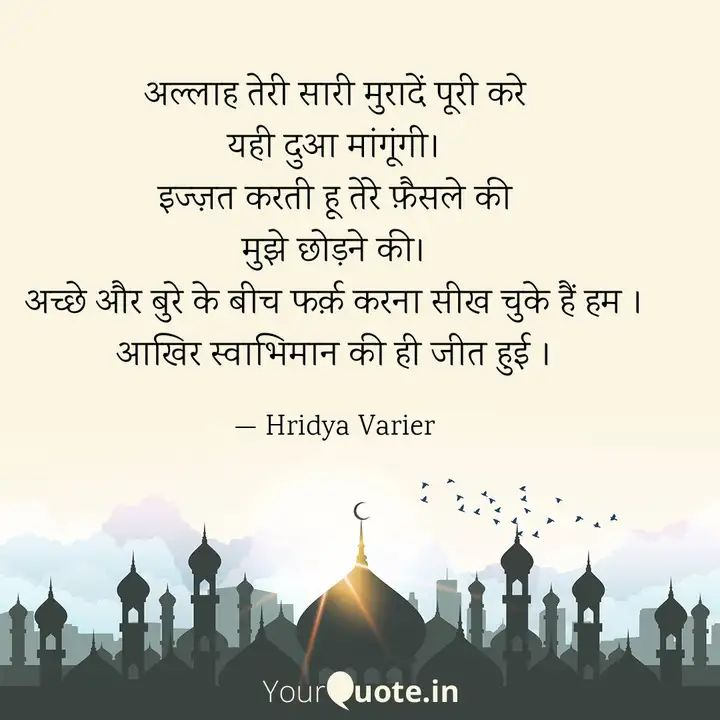 अल्लाह तेरी सारी मुरादें पूरी करे
यही दुआ मांगूंगी।
इज्ज़त करती हू तेरे फ़ैसले की
मुझे छोड़ने की।
अच्छे और बुरे के बीच फर्क़ करना सीख चुके हैं हम ।
आखिर स्वाभिमान की ही जीत हुई ।
— Hridya Varier
YourQuote.in